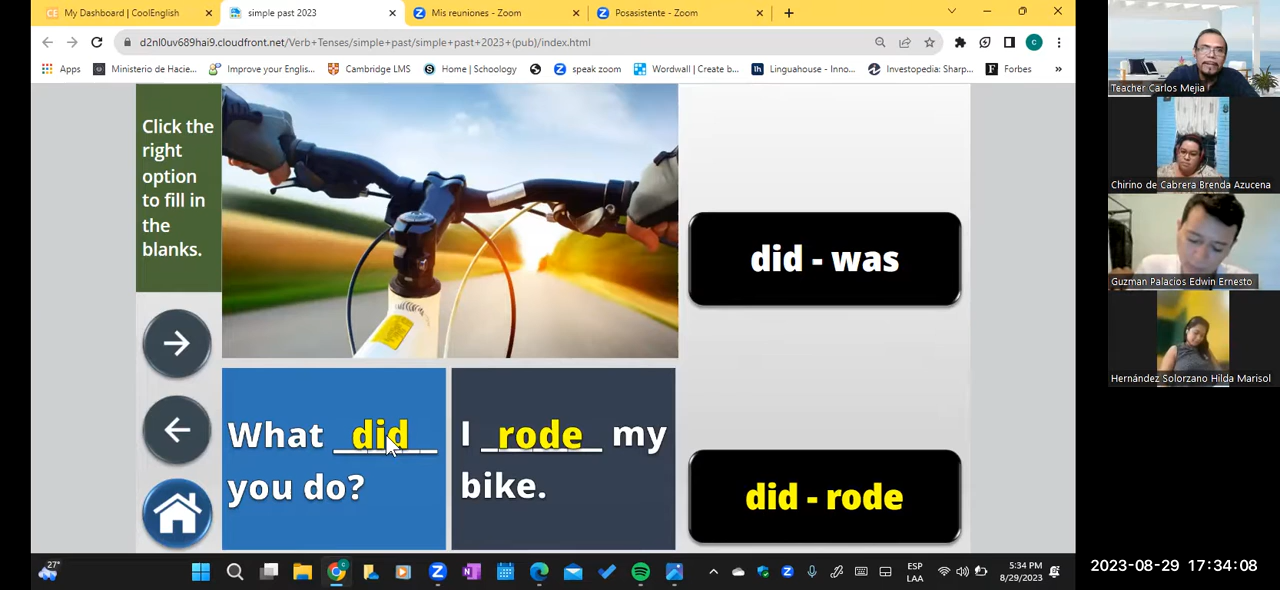 My Dashboard | CoolEnglish
simple past 2023
Mis reuniones - Zoom
Posasistente - Zoom
d2nl0uv689hai9.cloudfront.net/Verb+Tesses/simple+past/simple+past+2023+(pub)/index.html
Apps
Ministerio de Hacie...
Improve your Englis...
Cambridge LMS
Home | Schoology
speak zoom
Wordwall | Create b...
Linguahouse - Inno...
Investopedia: Sharp...
Forbes
»
Click the
right
option
to fill in
the
blanks.
What did
you do?
I rode my
bike.
did - was
did - rode
Teacher Carlos Mejia
Chirino de Cabrera Brenda Azucena
Guzman Palacios Edwin Ernesto
Hernández Solorzano Hilda Marisol
27°
ESP
LAA
5:34 PM
8/29/2023
2023-08-29 17:34:08